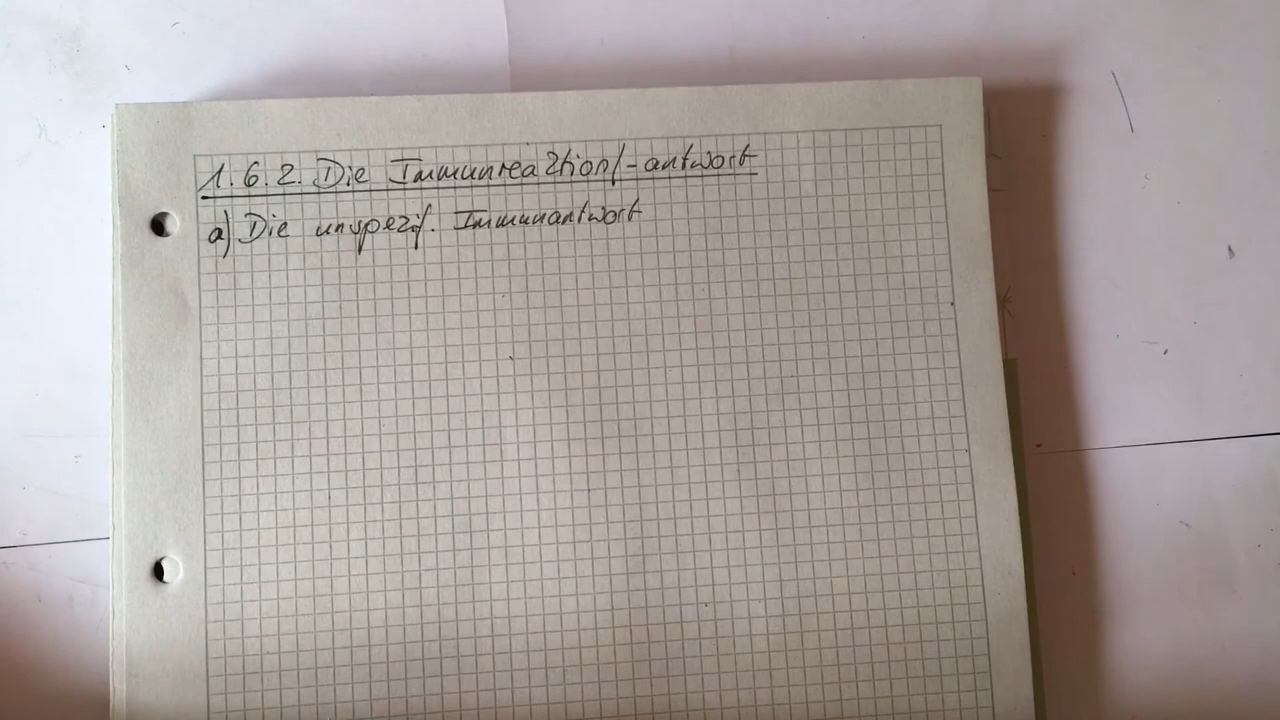 1.6.2. Die Immunreaktion/-antwort
a) Die unspezif. Immunantwort